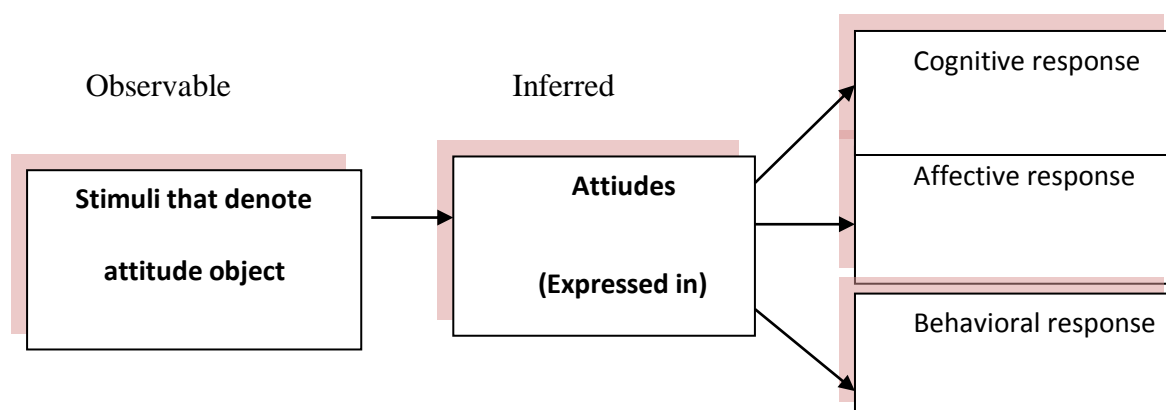 Observable
Inferred
Stimuli that denote
attitude object
Attiudes
(Expressed in)
Cognitive response
Affective response
Behavioral response